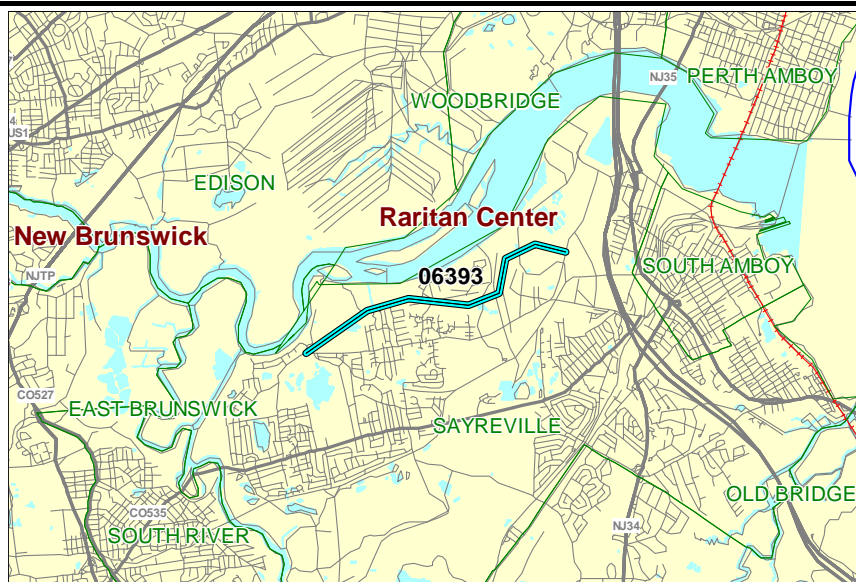 NJ35
PERTH AMBOY
WOODBRIDGE
US1
EDISON
Raritan Center
New Brunswick
NJTP
06393
SOUTH AMBOY
CO527
EAST BRUNSWICK
SAYREVILLE
OLD BRIDGE
CO535
NJ34
SOUTH RIVER